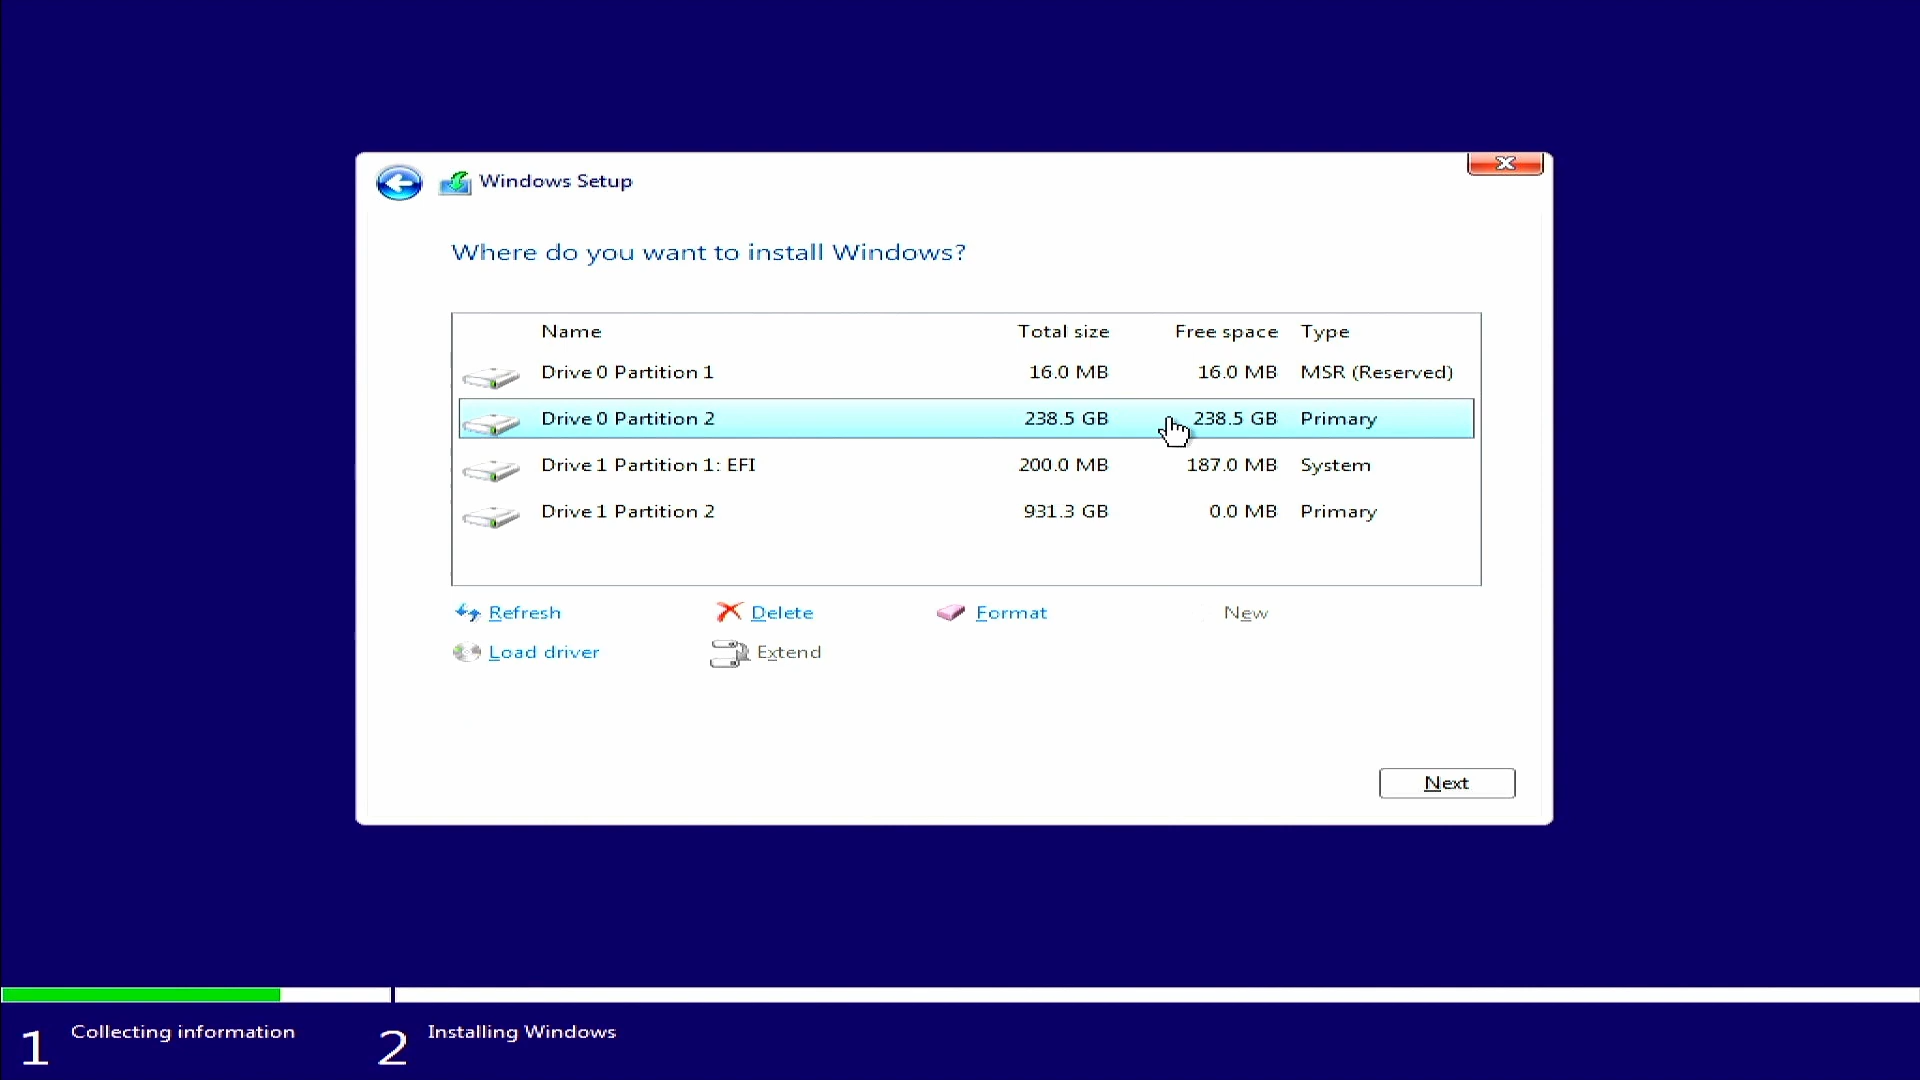 Windows Setup
Where do you want to install Windows?
Name Total size Free space Type
Drive 0 Partition 1 16.0 MB 16.0 MB MSR (Reserved)
Drive 0 Partition 2 238.5 GB 238.5 GB Primary
Drive 1 Partition 1: EFI 200.0 MB 187.0 MB System
Drive 1 Partition 2 931.3 GB 0.0 MB Primary
Refresh Delete Format New
Load driver Extend
Next
1 Collecting information 2 Installing Windows